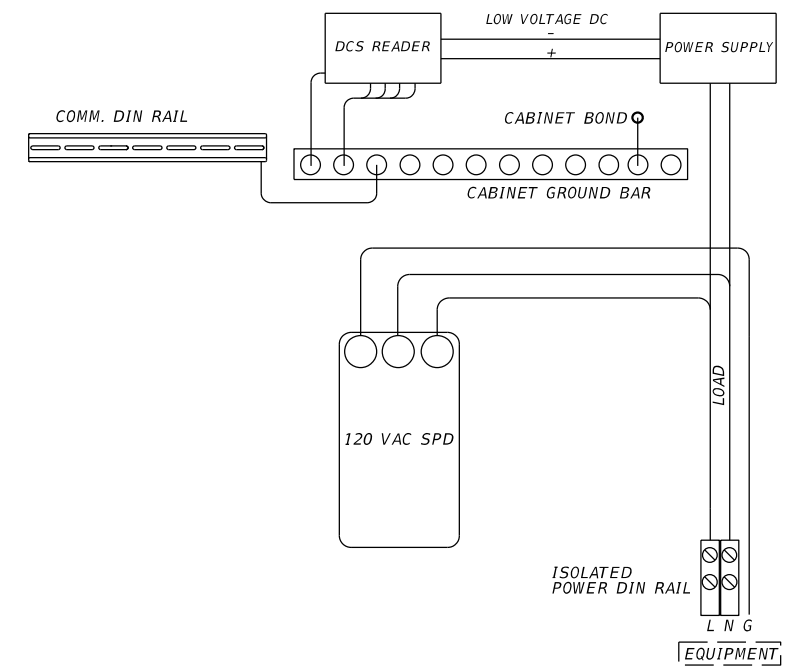 LOW VOLTAGE DC
–
+
DCS READER
POWER SUPPLY
COMM. DIN RAIL
CABINET BOND
CABINET GROUND BAR
LOAD
120 VAC SPD
ISOLATED
POWER DIN RAIL
L N G
EQUIPMENT